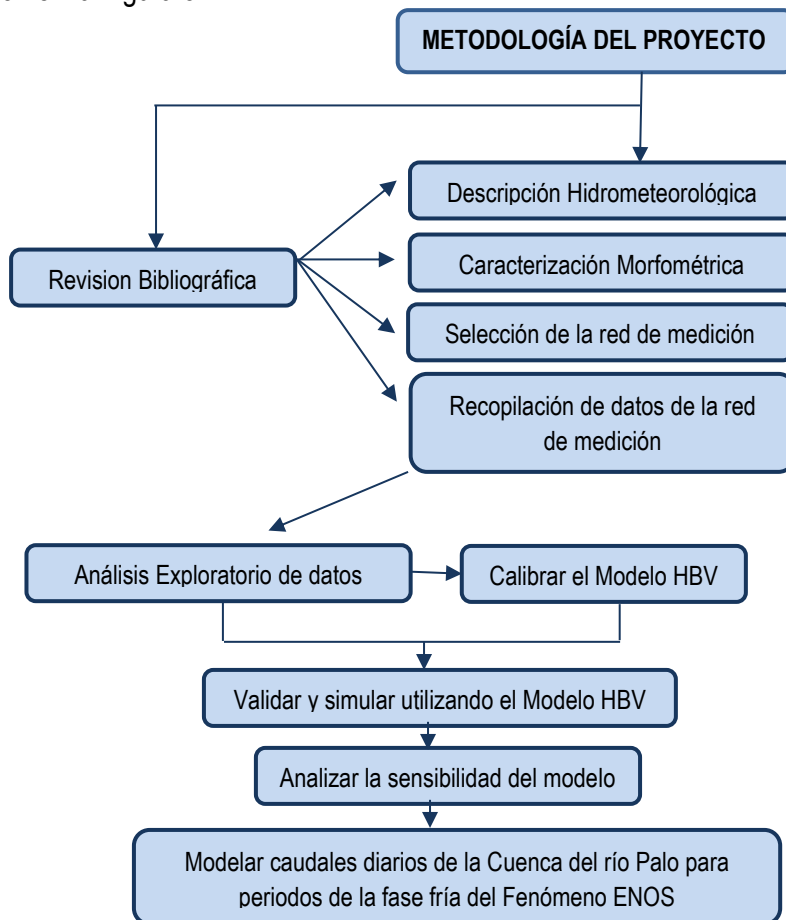 METODOLOGÍA DEL PROYECTO
Descripción Hidrometeorológica
Revision Bibliográfica
Caracterización Morfométrica
Selección de la red de medición
Recopilación de datos de la red
de medición
Análisis Exploratorio de datos
Calibrar el Modelo HBV
Validar y simular utilizando el Modelo HBV
Analizar la sensibilidad del modelo
Modelar caudales diarios de la Cuenca del río Palo para
periodos de la fase fría del Fenómeno ENOS